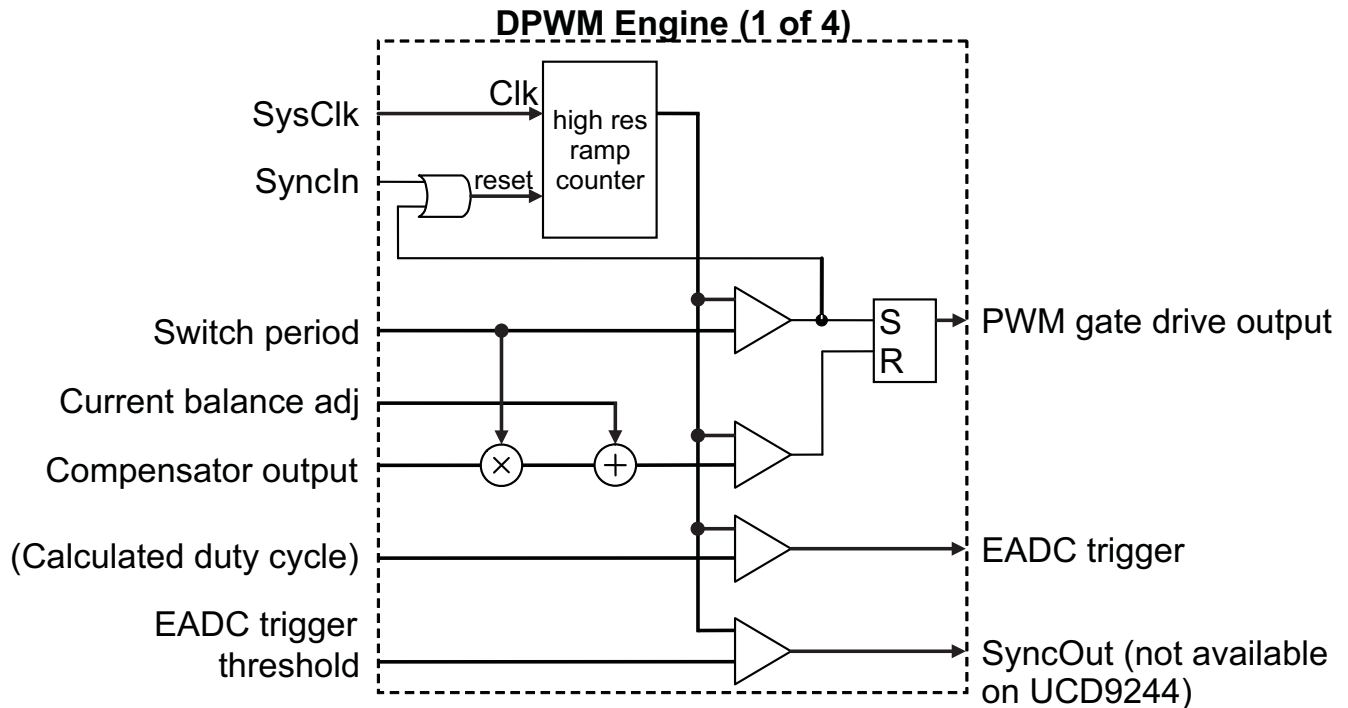 DPWM Engine (1 of 4)
SysClk
Clk
high res
ramp
counter
SyncIn
reset
Switch period
S
R
PWM gate drive output
Current balance adj
Compensator output
×
+
(Calculated duty cycle)
EADC trigger
EADC trigger
threshold
SyncOut (not available
on UCD9244)